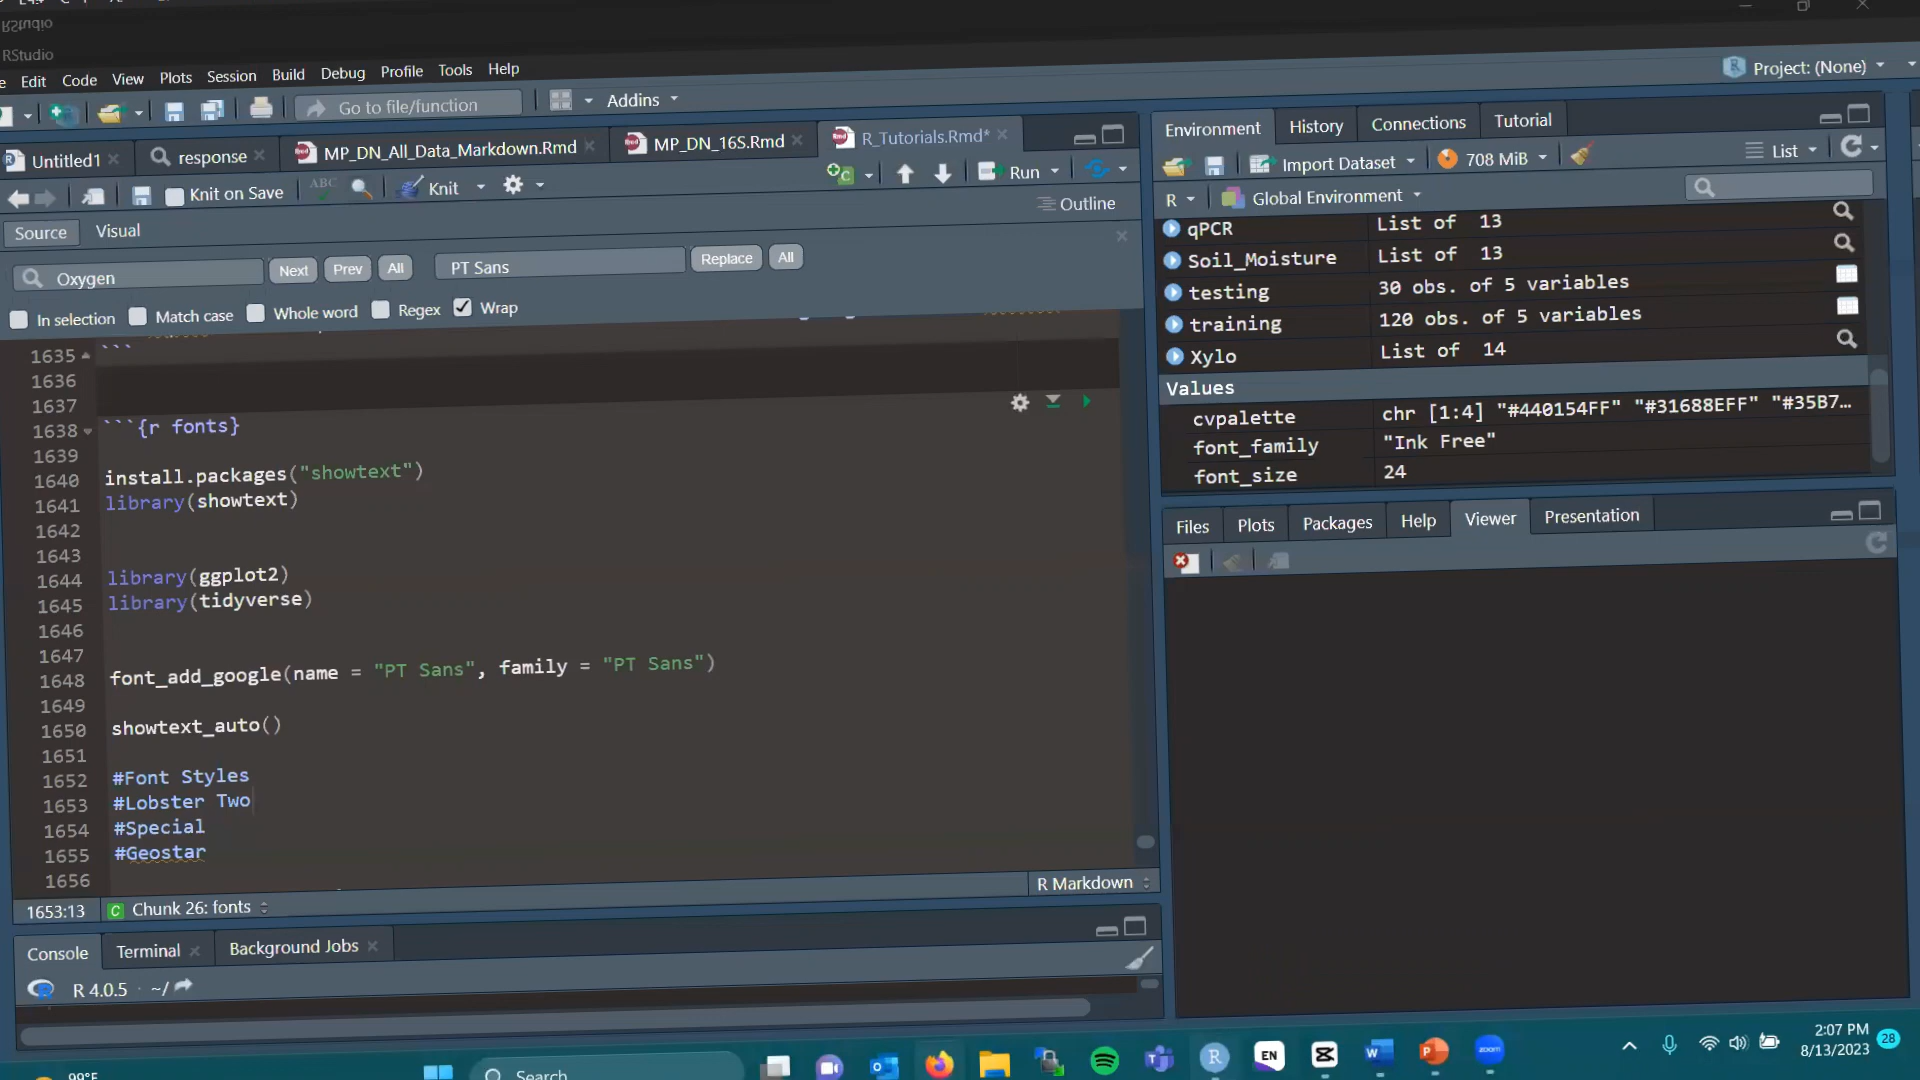 RStudio
RStudio
Edit Code View Plots Session Build Debug Profile Tools Help
Project: (None)
Go to file/function
Addins
Untitled1
response
MP_DN_All_Data_Markdown.Rmd
MP_DN_16S.Rmd
R_Tutorials.Rmd*
Knit on Save
ABC
Knit
Run
Outline
Source Visual
Oxygen
Next Prev All
PT Sans
Replace All
In selection Match case Whole word Regex Wrap
1635 ```
1636
1637
1638 ```{r fonts}
1639
1640 install.packages("showtext")
1641 library(showtext)
1642
1643
1644 library(ggplot2)
1645 library(tidyverse)
1646
1647
1648 font_add_google(name = "PT Sans", family = "PT Sans")
1649
1650 showtext_auto()
1651
1652 #Font Styles
1653 #Lobster Two
1654 #Special
1655 #Geostar
1656
1653:13 C Chunk 26: fonts
R Markdown
Console Terminal Background Jobs
R 4.0.5 · ~/
Environment History Connections Tutorial
Import Dataset 708 MiB List
R Global Environment
qPCR List of 13
Soil_Moisture List of 13
testing 30 obs. of 5 variables
training 120 obs. of 5 variables
Xylo List of 14
Values
cvpalette chr [1:4] "#440154FF" "#31688EFF" "#35B7…
font_family "Ink Free"
font_size 24
Files Plots Packages Help Viewer Presentation
99°F
Search
EN
zoom
2:07 PM
8/13/2023
28